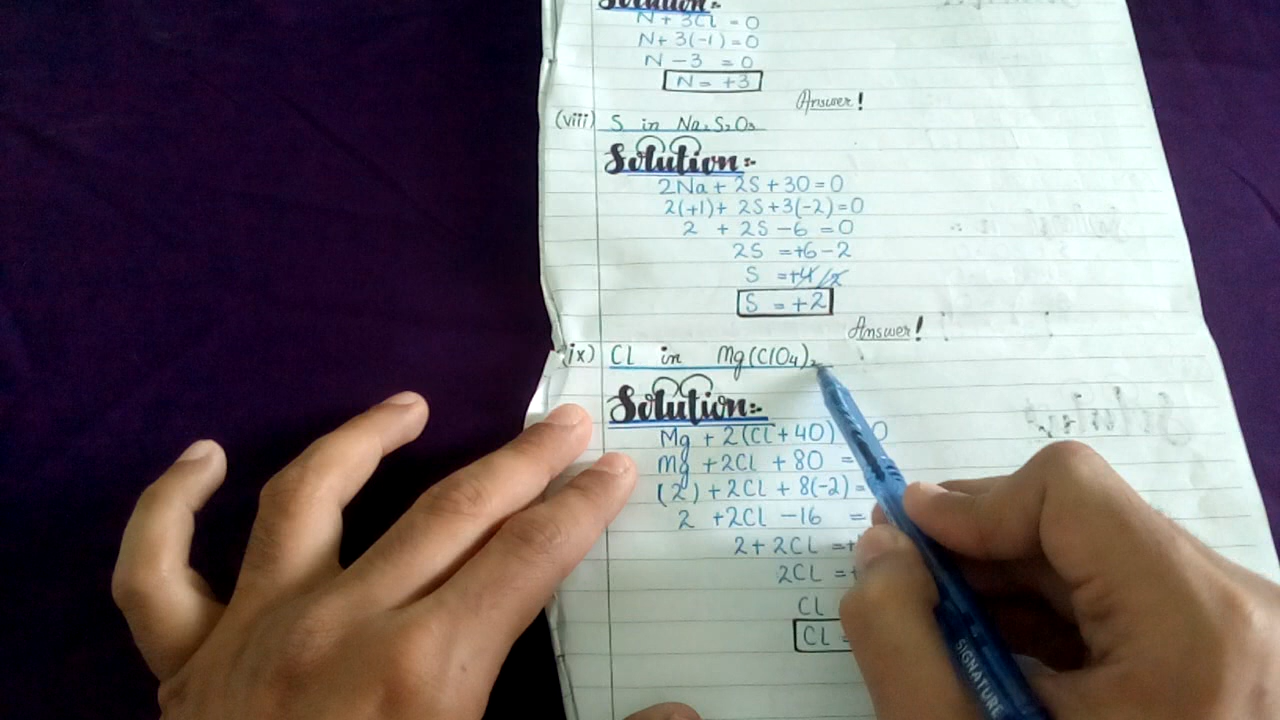 Solution:-
N + 3Cl = 0
N + 3(-1) = 0
N - 3 = 0
N = +3
Answer!
(viii) S in Na₂S₂O₃
Solution:-
2Na + 2S + 3O = 0
2(+1) + 2S + 3(-2) = 0
2 + 2S - 6 = 0
2S = +6 - 2
S = +4/2
S = +2
Answer!
(ix) Cl in Mg(ClO₄)₂
Solution:-
Mg + 2(Cl + 4O) 0
Mg + 2Cl + 8O =
(2) + 2Cl + 8(-2) =
2 + 2Cl - 16 =
2 + 2Cl = +
2Cl = +
Cl
Cl =
SIGNATURE